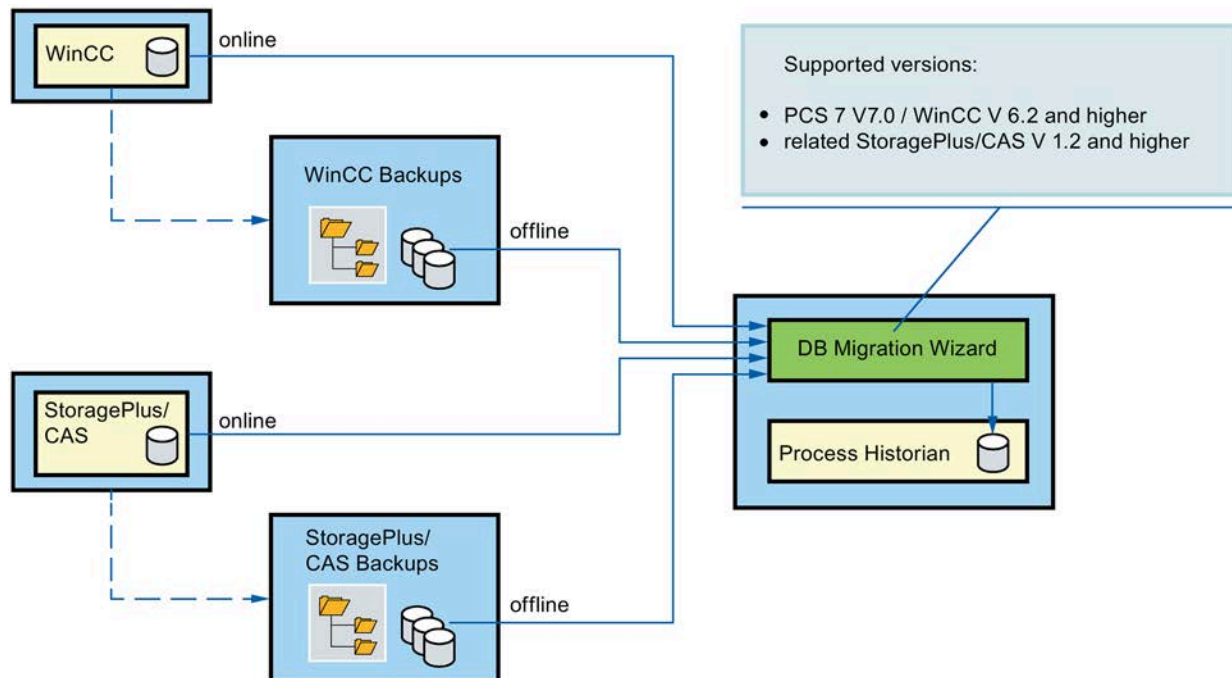 WinCC
online
Supported versions:
• PCS 7 V7.0 / WinCC V 6.2 and higher
• related StoragePlus/CAS V 1.2 and higher
WinCC Backups
offline
DB Migration Wizard
StoragePlus/
CAS
online
Process Historian
StoragePlus/
CAS Backups
offline